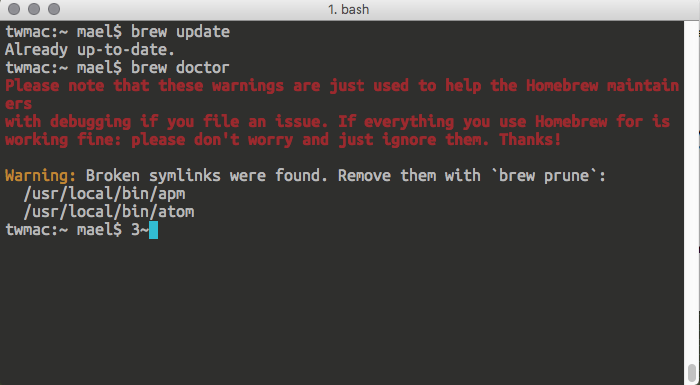 1. bash
twmac:~ mael$ brew update
Already up-to-date.
twmac:~ mael$ brew doctor
Please note that these warnings are just used to help the Homebrew maintain
ers
with debugging if you file an issue. If everything you use Homebrew for is
working fine: please don't worry and just ignore them. Thanks!
Warning: Broken symlinks were found. Remove them with `brew prune`:
/usr/local/bin/apm
/usr/local/bin/atom
twmac:~ mael$ 3~